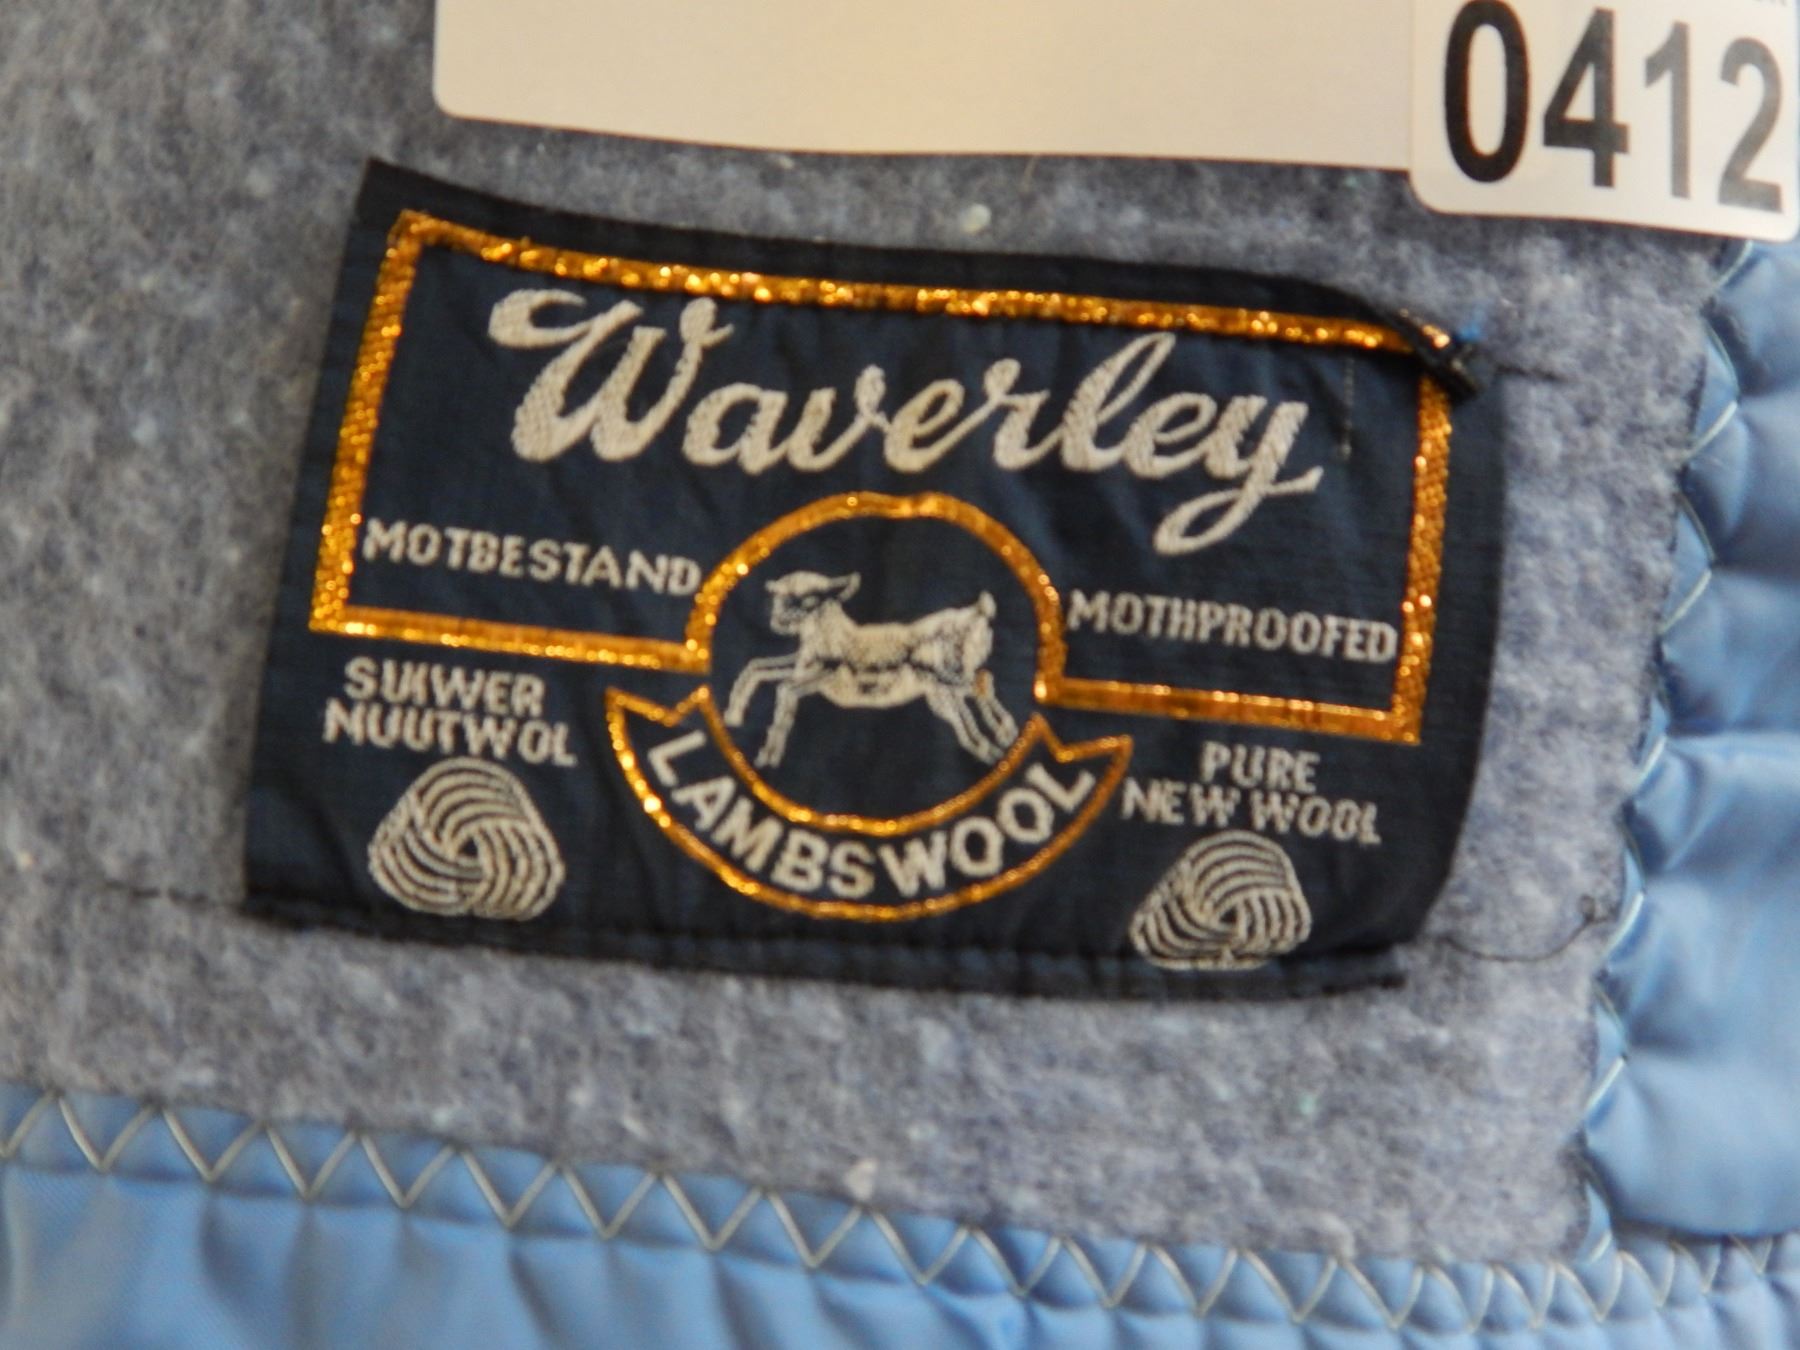 0412
Waverley
MOTBESTAND
MOTHPROOFED
SUIWER
NUUTWOL
PURE
NEW WOOL
LAMBSWOOL